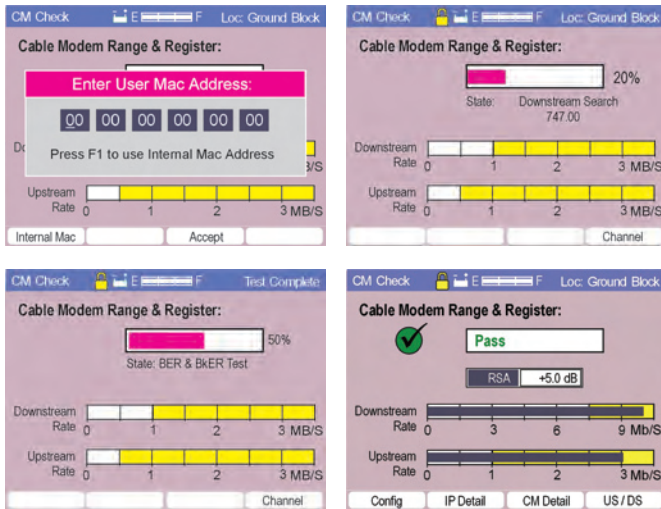 CM Check E F Loc: Ground Block
Cable Modem Range & Register:
Enter User Mac Address:
00 00 00 00 00 00
Press F1 to use Internal Mac Address
Upstream
Rate 0 1 2 3 MB/S
Internal Mac Accept
CM Check E F Loc: Ground Block
Cable Modem Range & Register:
20%
State: Downstream Search
747.00
Downstream
Rate 0 1 2 3 MB/S
Upstream
Rate 0 1 2 3 MB/S
Channel
CM Check E F Test Complete
Cable Modem Range & Register:
50%
State: BER & BkER Test
Downstream
Rate 0 1 2 3 MB/S
Upstream
Rate 0 1 2 3 MB/S
Channel
CM Check E F Loc: Ground Block
Cable Modem Range & Register:
Pass
RSA +5.0 dB
Downstream
Rate 0 3 6 9 Mb/S
Upstream
Rate 0 1 2 3 Mb/S
Config IP Detail CM Detail US / DS